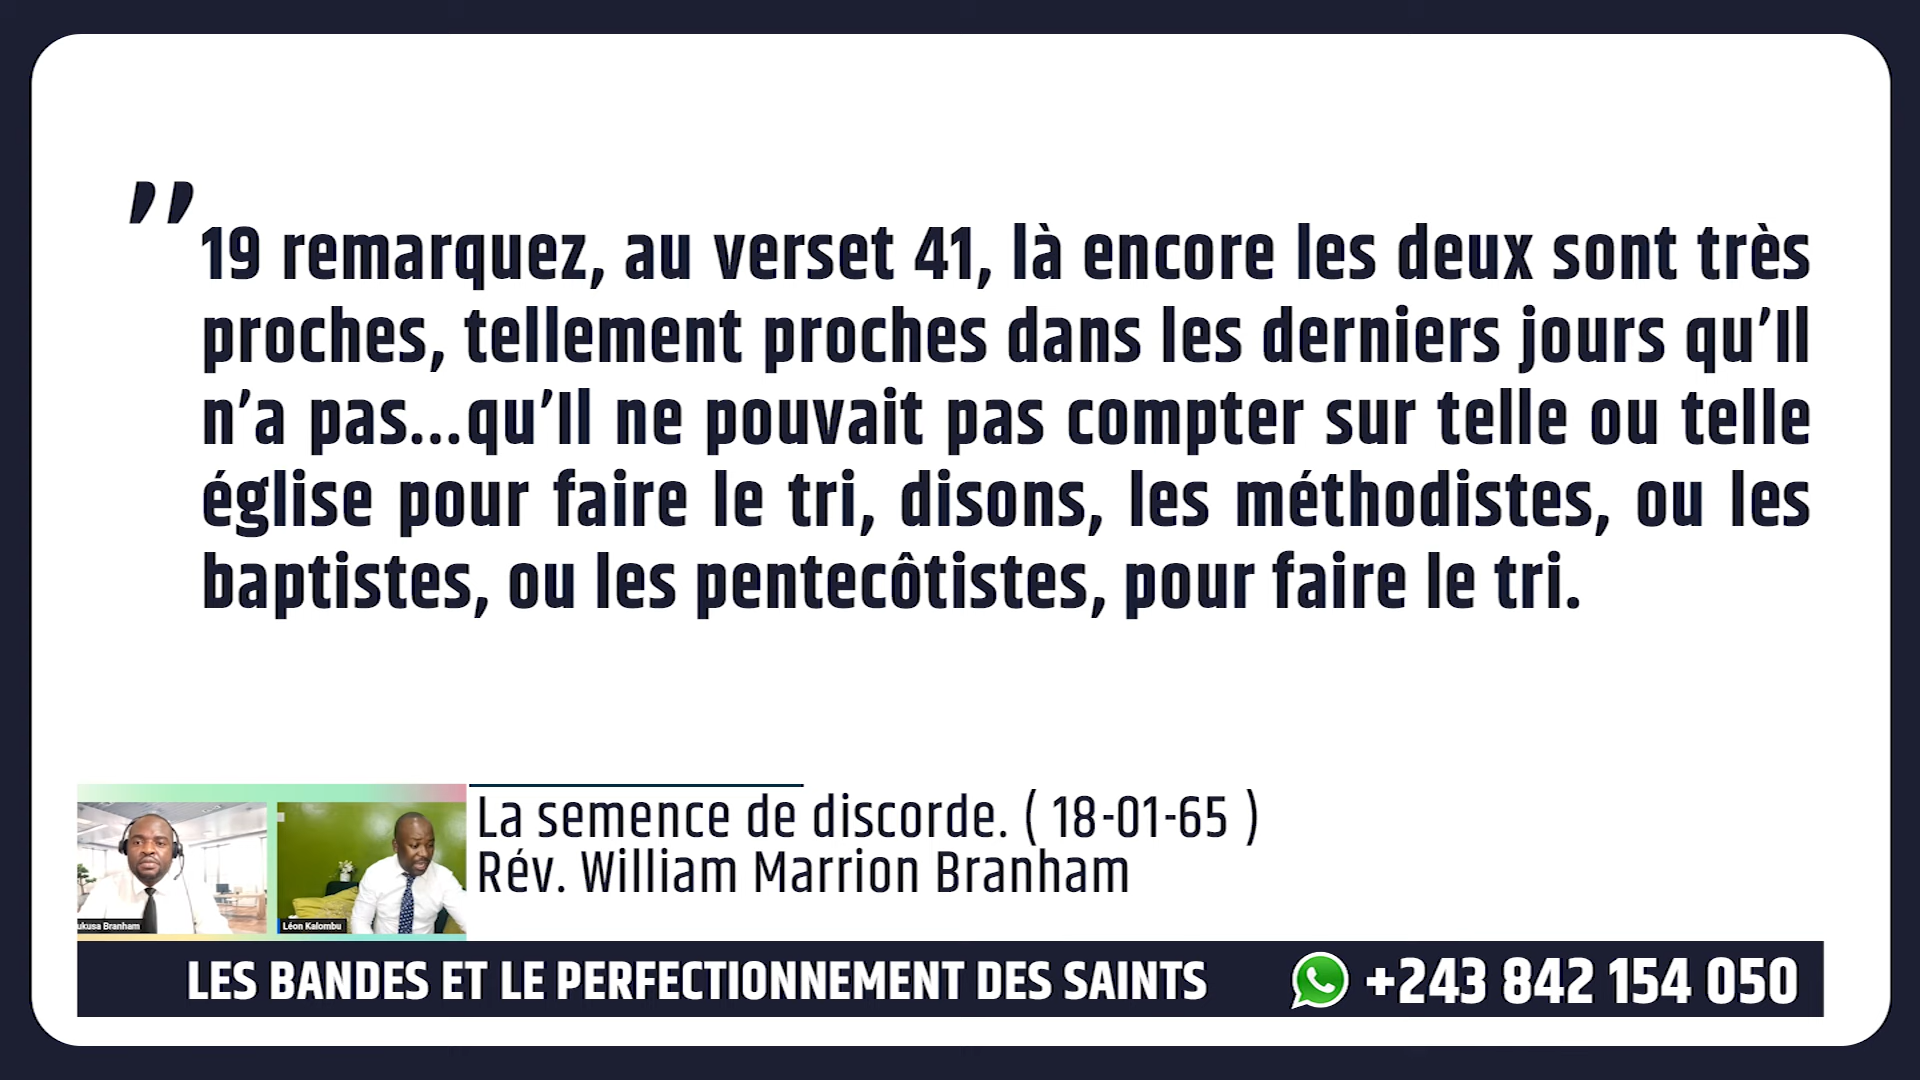 ”
19 remarquez, au verset 41, là encore les deux sont très
proches, tellement proches dans les derniers jours qu’Il
n’a pas...qu’Il ne pouvait pas compter sur telle ou telle
église pour faire le tri, disons, les méthodistes, ou les
baptistes, ou les pentecôtistes, pour faire le tri.
La semence de discorde. ( 18-01-65 )
Rév. William Marrion Branham
ukusa Branham
Léon Kalombu
LES BANDES ET LE PERFECTIONNEMENT DES SAINTS
+243 842 154 050